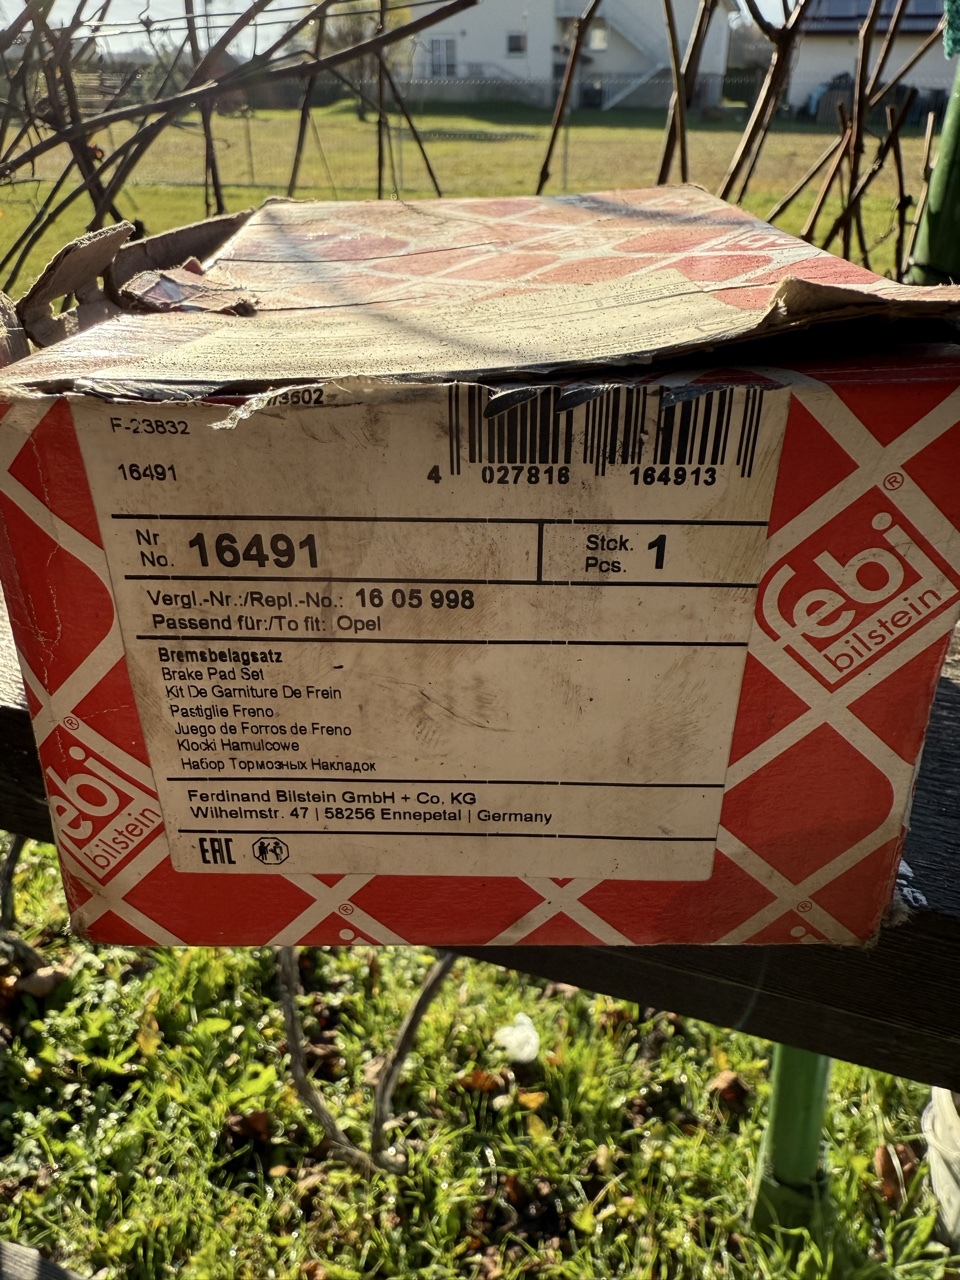 F-23832
16491
4 027816 164913
Nr.
No. 16491
Stck.
Pcs. 1
Vergl.-Nr.:/Repl.-No.: 16 05 998
Passend für:/To fit: Opel
Bremsbelagsatz
Brake Pad Set
Kit De Garniture De Frein
Pastiglie Freno
Juego de Forros de Freno
Klocki Hamulcowe
Набор Тормозных Накладок
Ferdinand Bilstein GmbH + Co. KG
Wilhelmstr. 47 | 58256 Ennepetal | Germany
EAC
febi®
bilstein
febi®
bilstein